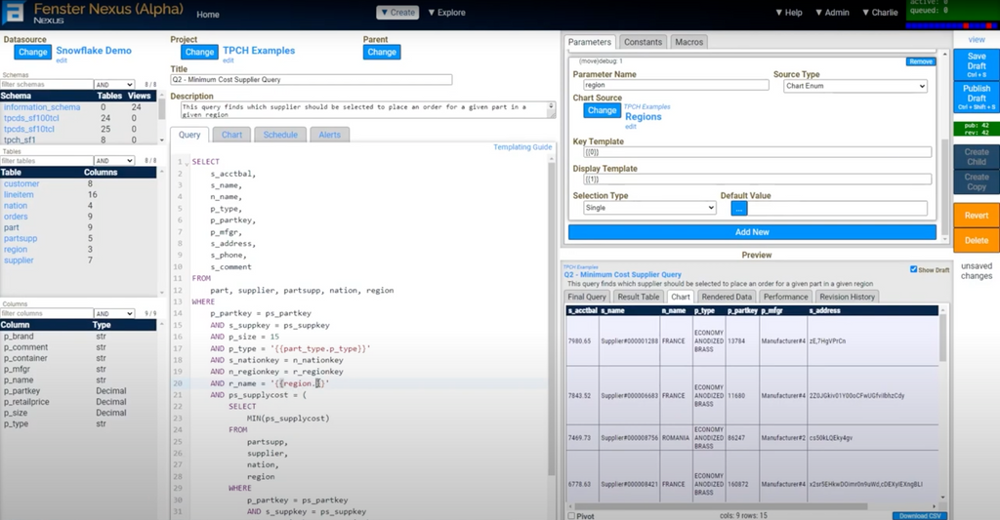 Fenster Nexus (Alpha)
Nexus
Home
▼ Create
▼ Explore
▼ Help
▼ Admin
▼ Charlie
active: 0
queued: 0
Datasource
Change
Snowflake Demo
edit
Project
Change
TPCH Examples
edit
Parent
Change
Schemas
filter schemas
AND
8 / 8
Schema Tables Views
information_schema 0 24
tpcds_sf100tcl 24 0
tpcds_sf10tcl 25 0
tpch_sf1 8 0
Tables
filter tables
AND
8 / 8
Table Columns
customer 8
lineitem 16
nation 4
orders 9
part 9
partsupp 5
region 3
supplier 7
Columns
filter columns
AND
9 / 9
Column Type
p_brand str
p_comment str
p_container str
p_mfgr str
p_name str
p_partkey Decimal
p_retailprice Decimal
p_size Decimal
p_type str
Title
Q2 - Minimum Cost Supplier Query
Description
This query finds which supplier should be selected to place an order for a given part in a
given region
Query
Chart
Schedule
Alerts
Templating Guide
1 SELECT
2 s_acctbal,
3 s_name,
4 n_name,
5 p_type,
6 p_partkey,
7 p_mfgr,
8 s_address,
9 s_phone,
10 s_comment
11 FROM
12 part, supplier, partsupp, nation, region
13 WHERE
14 p_partkey = ps_partkey
15 AND s_suppkey = ps_suppkey
16 AND p_size = 15
17 AND p_type = '{{part_type.p_type}}'
18 AND s_nationkey = n_nationkey
19 AND n_regionkey = r_regionkey
20 AND r_name = '{{region.}}'
21 AND ps_supplycost = (
22 SELECT
23 MIN(ps_supplycost)
24 FROM
25 partsupp,
26 supplier,
27 nation,
28 region
29 WHERE
30 p_partkey = ps_partkey
31 AND s_suppkey = ps_suppkey
Parameters
Constants
Macros
(move)debug: 1
Remove
Parameter Name
region
Source Type
Chart Enum
Chart Source
Change
TPCH Examples
Regions
edit
Key Template
{{0}}
Display Template
{{1}}
Selection Type
Single
Default Value
...
Add New
Preview
TPCH Examples
Q2 - Minimum Cost Supplier Query
This query finds which supplier should be selected to place an order for a given part in a given region
Show Draft
Final Query
Result Table
Chart
Rendered Data
Performance
Revision History
s_acctbal s_name n_name p_type p_partkey p_mfgr s_address
7980.65 Supplier#000001288 FRANCE ECONOMY ANODIZED BRASS 13784 Manufacturer#4 zE,7HgVPrCn
7843.52 Supplier#000006683 FRANCE ECONOMY ANODIZED BRASS 11680 Manufacturer#4
7469.73 Supplier#000008756 ROMANIA ECONOMY ANODIZED BRASS 86247 Manufacturer#2 cs50kLQEky4gv
6778.63 Supplier#000008421 FRANCE ECONOMY ANODIZED BRASS 160872 Manufacturer#4
Pivot
cols: 9 rows: 15
Download CSV
view
Save
Draft
Ctrl + S
Publish
Draft
Ctrl + Shift + S
pub: 42
rev: 42
Create
Child
Create
Copy
Revert
Delete
unsaved
changes